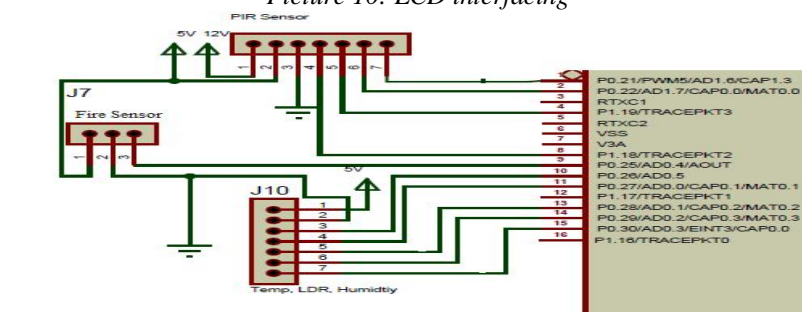 Picture 10: LCD interfacing
PIR Sensor
5V 12V
1 2 3 4 5 6 7
J7
Fire Sensor
1 2 3
5V
J10
1
2
3
4
5
6
7
Temp, LDR, Humidtiy
1 P0.21/PWM5/AD1.6/CAP1.3
2 P0.22/AD1.7/CAP0.0/MAT0.0
3 RTXC1
4 P1.19/TRACEPKT3
5 RTXC2
6 VSS
7 V3A
8 P1.18/TRACEPKT2
9 P0.25/AD0.4/AOUT
10 P0.26/AD0.5
11 P0.27/AD0.0/CAP0.1/MAT0.1
12 P1.17/TRACEPKT1
13 P0.28/AD0.1/CAP0.2/MAT0.2
14 P0.29/AD0.2/CAP0.3/MAT0.3
15 P0.30/AD0.3/EINT3/CAP0.0
16 P1.16/TRACEPKT0